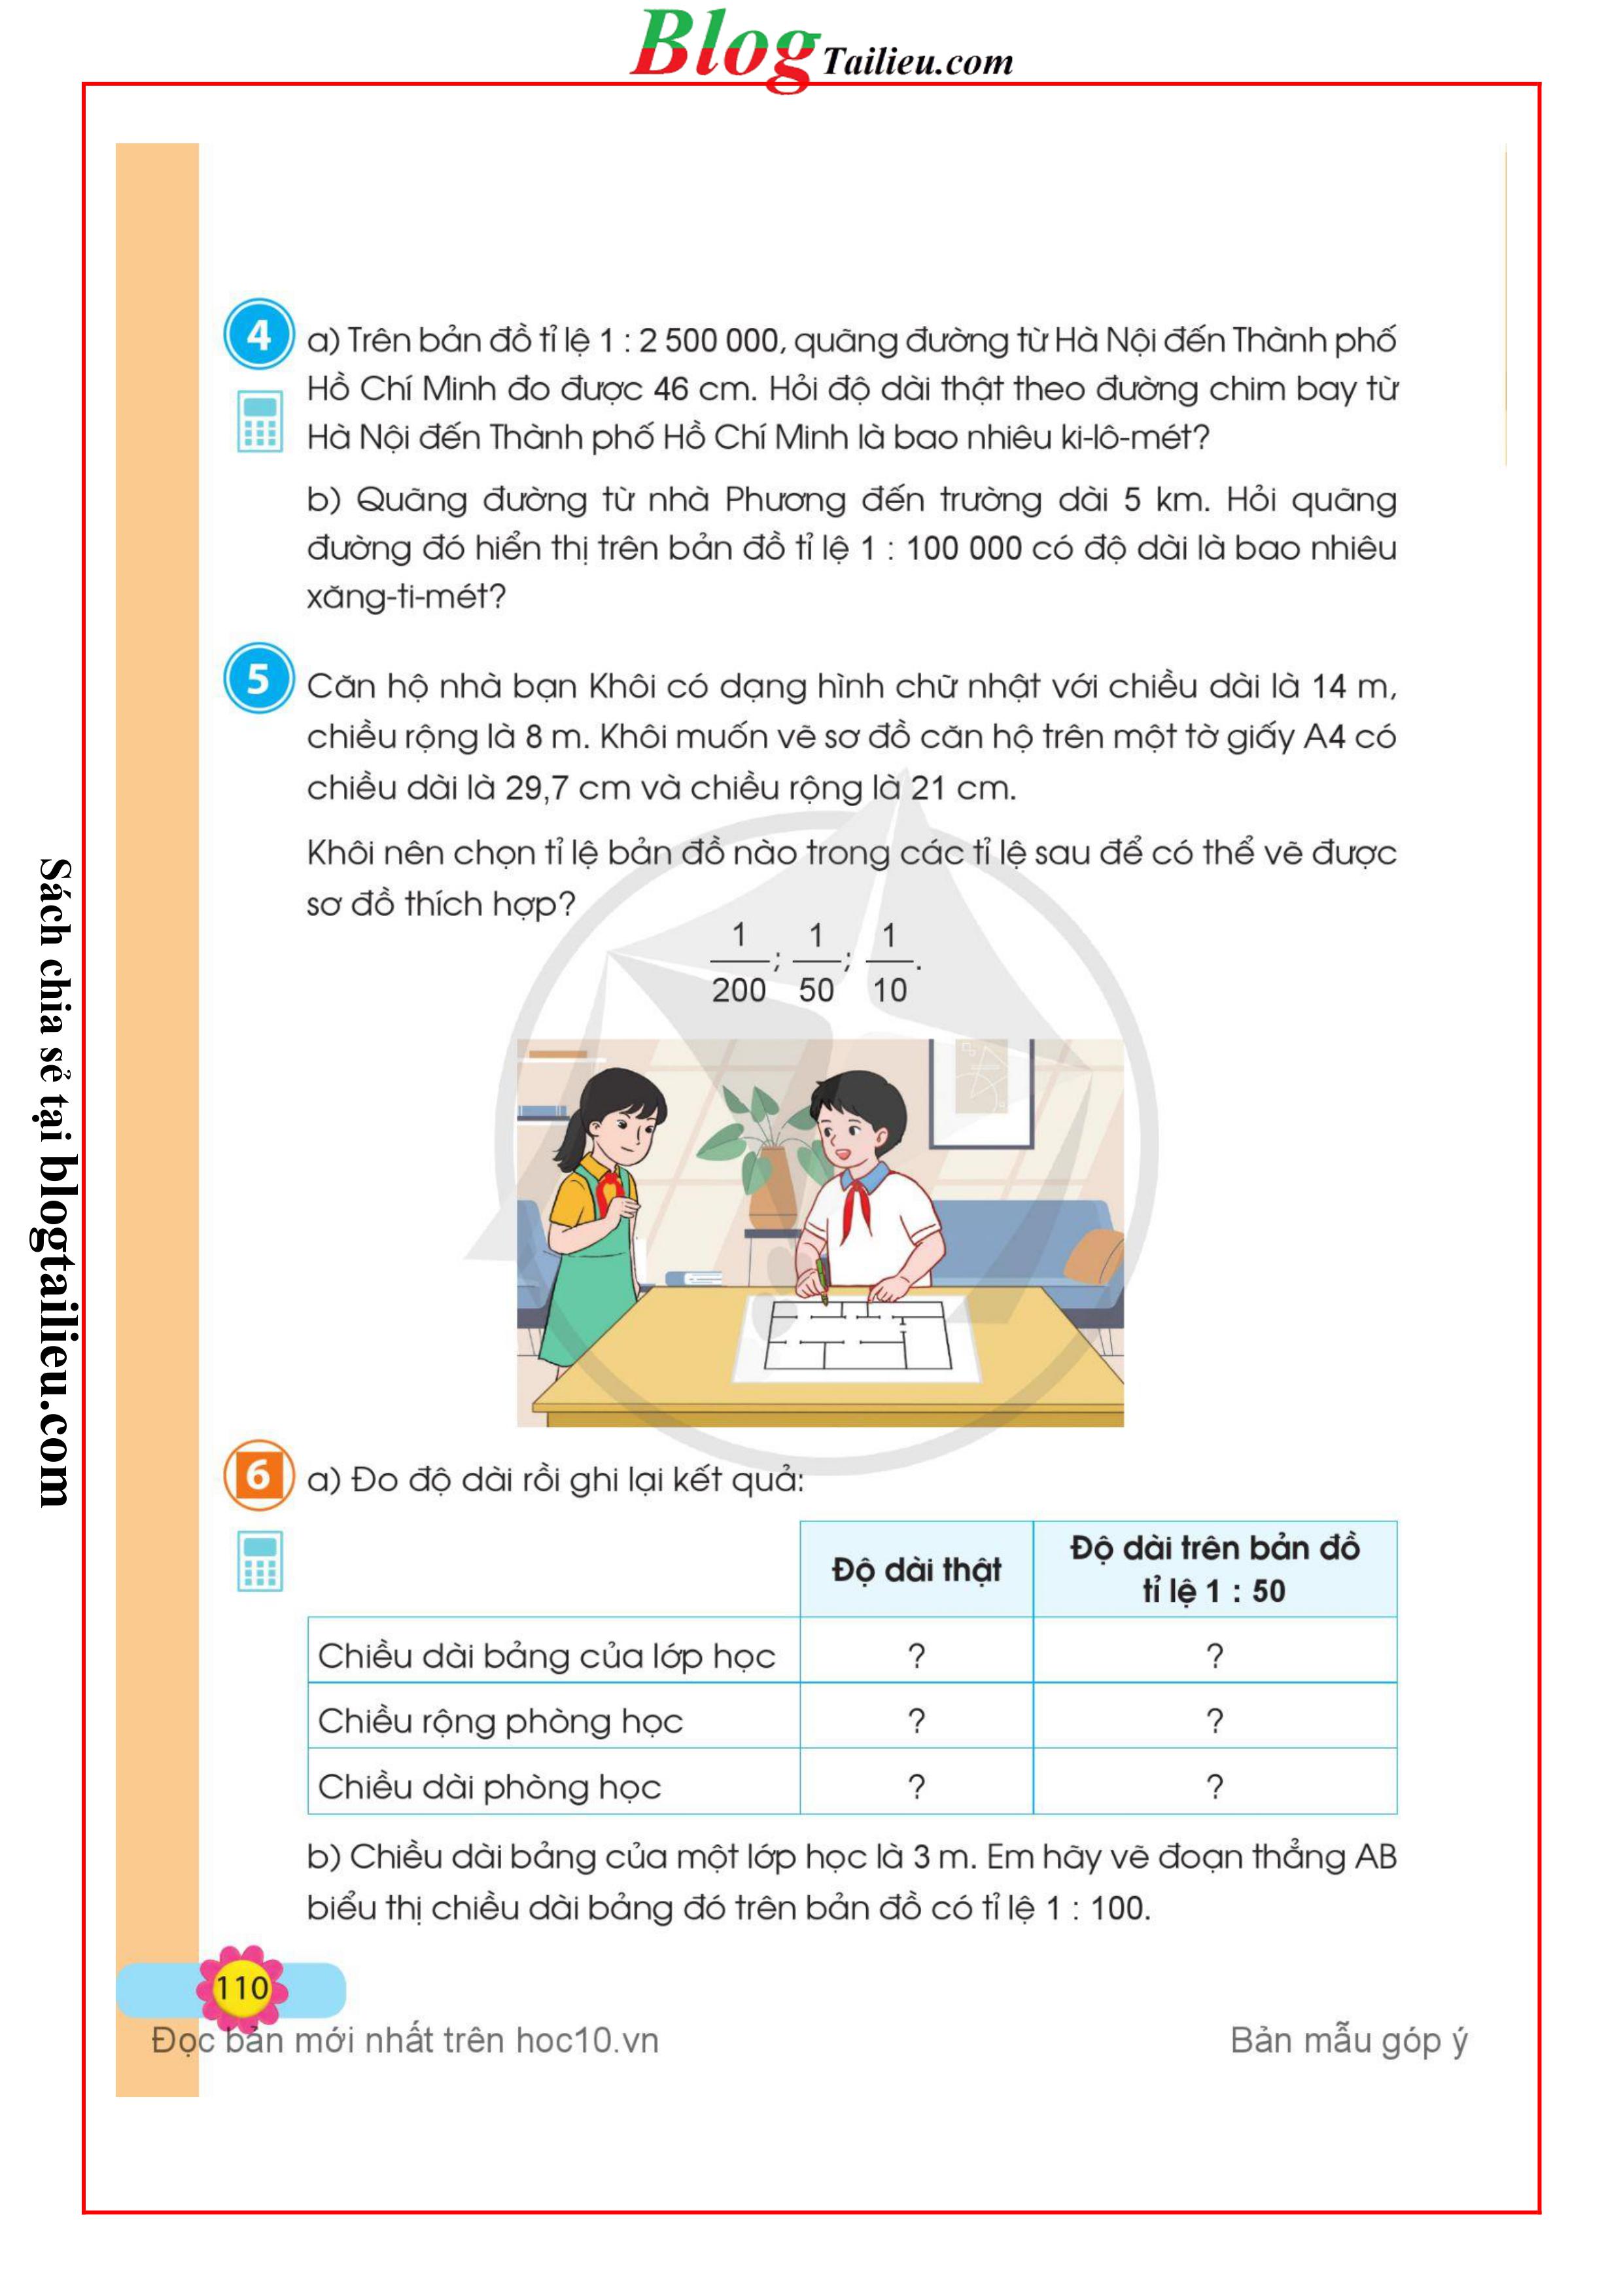 Blog Tailieu.com
4 a) Trên bản đồ tỉ lệ 1 : 2 500 000, quãng đường từ Hà Nội đến Thành phố
Hồ Chí Minh đo được 46 cm. Hỏi độ dài thật theo đường chim bay từ
Hà Nội đến Thành phố Hồ Chí Minh là bao nhiêu ki-lô-mét?
b) Quãng đường từ nhà Phương đến trường dài 5 km. Hỏi quãng
đường đó hiển thị trên bản đồ tỉ lệ 1 : 100 000 có độ dài là bao nhiêu
xăng-ti-mét?
5 Căn hộ nhà bạn Khôi có dạng hình chữ nhật với chiều dài là 14 m,
chiều rộng là 8 m. Khôi muốn vẽ sơ đồ căn hộ trên một tờ giấy A4 có
chiều dài là 29,7 cm và chiều rộng là 21 cm.
Khôi nên chọn tỉ lệ bản đồ nào trong các tỉ lệ sau để có thể vẽ được
sơ đồ thích hợp?
1/200; 1/50; 1/10.
6 a) Đo độ dài rồi ghi lại kết quả:
Độ dài thật
Độ dài trên bản đồ
tỉ lệ 1 : 50
Chiều dài bảng của lớp học ? ?
Chiều rộng phòng học ? ?
Chiều dài phòng học ? ?
b) Chiều dài bảng của một lớp học là 3 m. Em hãy vẽ đoạn thẳng AB
biểu thị chiều dài bảng đó trên bản đồ có tỉ lệ 1 : 100.
110
Đọc bản mới nhất trên hoc10.vn
Bản mẫu góp ý
Sách chia sẻ tại blogtailieu.com